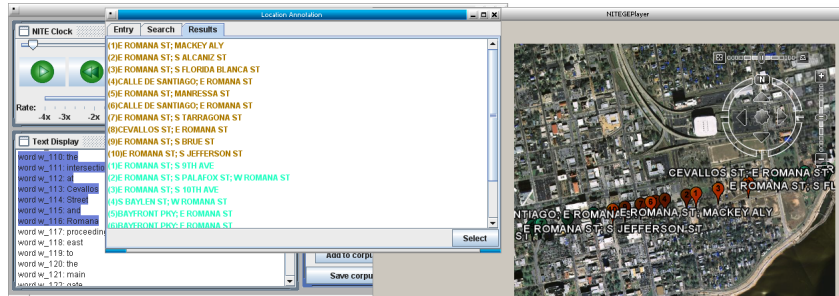 Location Annotation
NITEGEPlayer
NITE Clock
Rate:
-4x -3x -2x
Text Display
word w_110: the
word w_111: intersectio
word w_112: at
word w_113: Cevallos
word w_114: Street
word w_115: and
word w_116: Romana
word w_117: proceeding
word w_118: east
word w_119: to
word w_120: the
word w_121: main
word w_122: gate
Entry Search Results
(1)E ROMANA ST; MACKEY ALY
(2)E ROMANA ST; S ALCANIZ ST
(3)E ROMANA ST; S FLORIDA BLANCA ST
(4)CALLE DE SANTIAGO; E ROMANA ST
(5)E ROMANA ST; MANRESSA ST
(6)CALLE DE SANTIAGO; E ROMANA ST
(7)E ROMANA ST; S TARRAGONA ST
(8)CEVALLOS ST; E ROMANA ST
(9)E ROMANA ST; S BRUE ST
(10)E ROMANA ST; S JEFFERSON ST
(1)E ROMANA ST; S 9TH AVE
(2)E ROMANA ST; S PALAFOX ST; W ROMANA ST
(3)E ROMANA ST; S 10TH AVE
(4)S BAYLEN ST; W ROMANA ST
(5)BAYFRONT PKY; E ROMANA ST
(6)BAYFRONT PKY; E ROMANA ST
Select
Add to corpu
Save corpu
N
CEVALLOS ST; E ROMANA ST
E ROMANA ST; S FL
NTIAGO; E ROMANA
E ROMANA ST; MACKEY ALY
E ROMANA ST; S JEFFERSON ST
ST